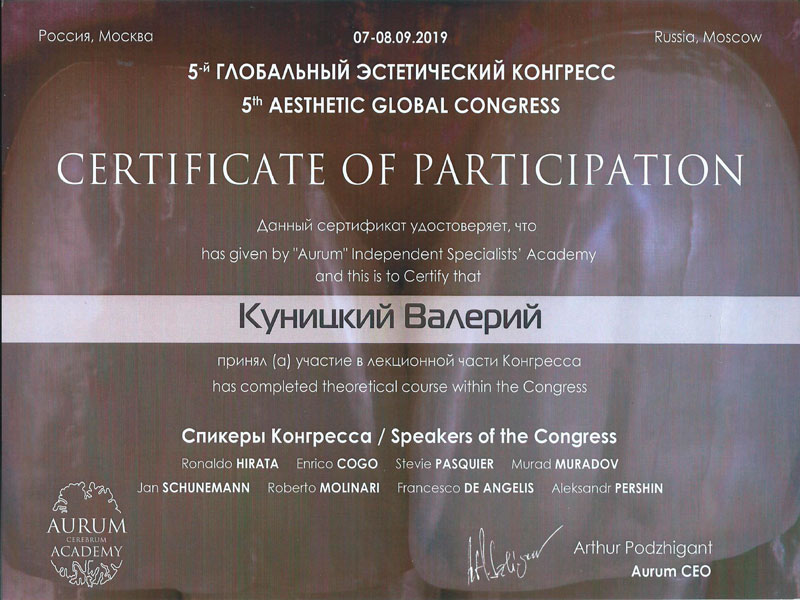 Россия, Москва
07-08.09.2019
Russia, Moscow
5-й ГЛОБАЛЬНЫЙ ЭСТЕТИЧЕСКИЙ КОНГРЕСС
5th AESTHETIC GLOBAL CONGRESS
CERTIFICATE OF PARTICIPATION
Данный сертификат удостоверяет, что
has given by "Aurum" Independent Specialists' Academy
and this is to Certify that
Куницкий Валерий
принял (а) участие в лекционной части Конгресса
has completed theoretical course within the Congress
Спикеры Конгресса / Speakers of the Congress
Ronaldo HIRATA Enrico COGO Stevie PASQUIER Murad MURADOV
Jan SCHUNEMANN Roberto MOLINARI Francesco DE ANGELIS Aleksandr PERSHIN
AURUM
CEREBRUM
ACADEMY
Arthur Podzhigant
Aurum CEO